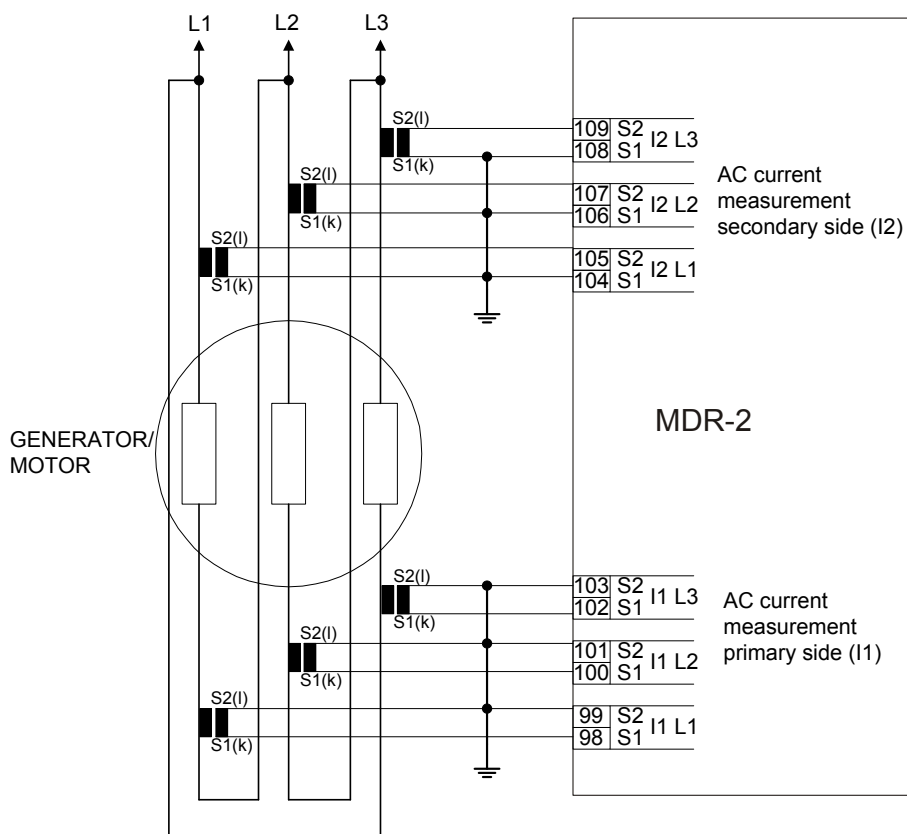 L1 L2 L3
S2(l)
109 S2 I2 L3
108 S1
S1(k)
S2(l)
107 S2 I2 L2
106 S1
S1(k)
S2(l)
105 S2 I2 L1
104 S1
S1(k)
AC current
measurement
secondary side (I2)
GENERATOR/
MOTOR
MDR-2
S2(l)
103 S2 I1 L3
102 S1
S1(k)
S2(l)
101 S2 I1 L2
100 S1
S1(k)
S2(l)
99 S2 I1 L1
98 S1
S1(k)
AC current
measurement
primary side (I1)